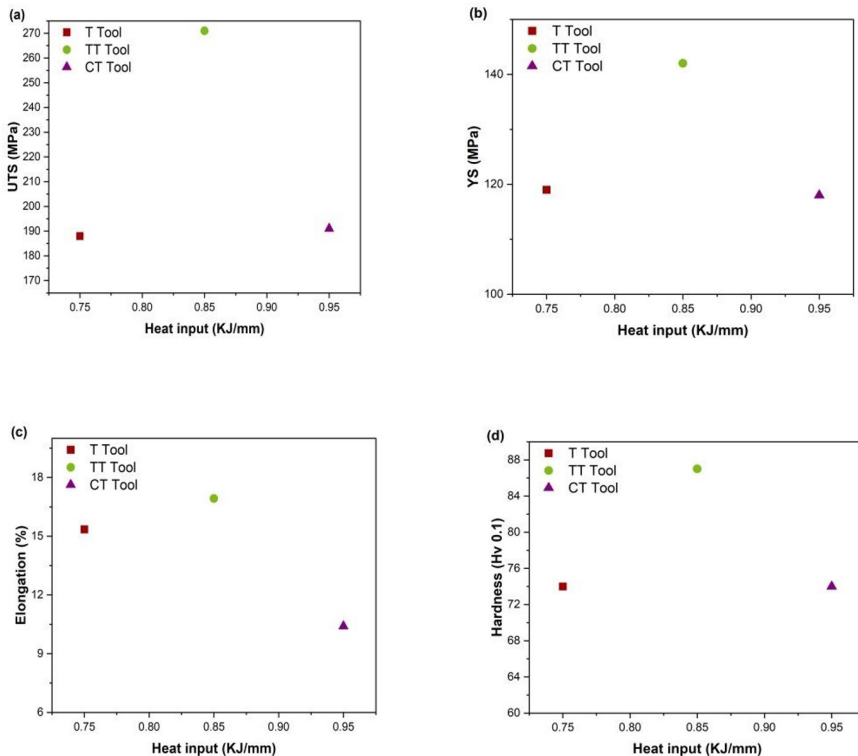 (a)
T Tool
TT Tool
CT Tool
270
260
250
240
230
220
210
200
190
180
170
UTS (MPa)
0.75 0.80 0.85 0.90 0.95
Heat input (KJ/mm)
(b)
T Tool
TT Tool
CT Tool
140
120
100
YS (MPa)
0.75 0.80 0.85 0.90 0.95
Heat input (KJ/mm)
(c)
T Tool
TT Tool
CT Tool
18
15
12
9
6
Elongation (%)
0.75 0.80 0.85 0.90 0.95
Heat input (KJ/mm)
(d)
T Tool
TT Tool
CT Tool
88
84
80
76
72
68
64
60
Hardness (Hv 0.1)
0.75 0.80 0.85 0.90 0.95
Heat input (KJ/mm)